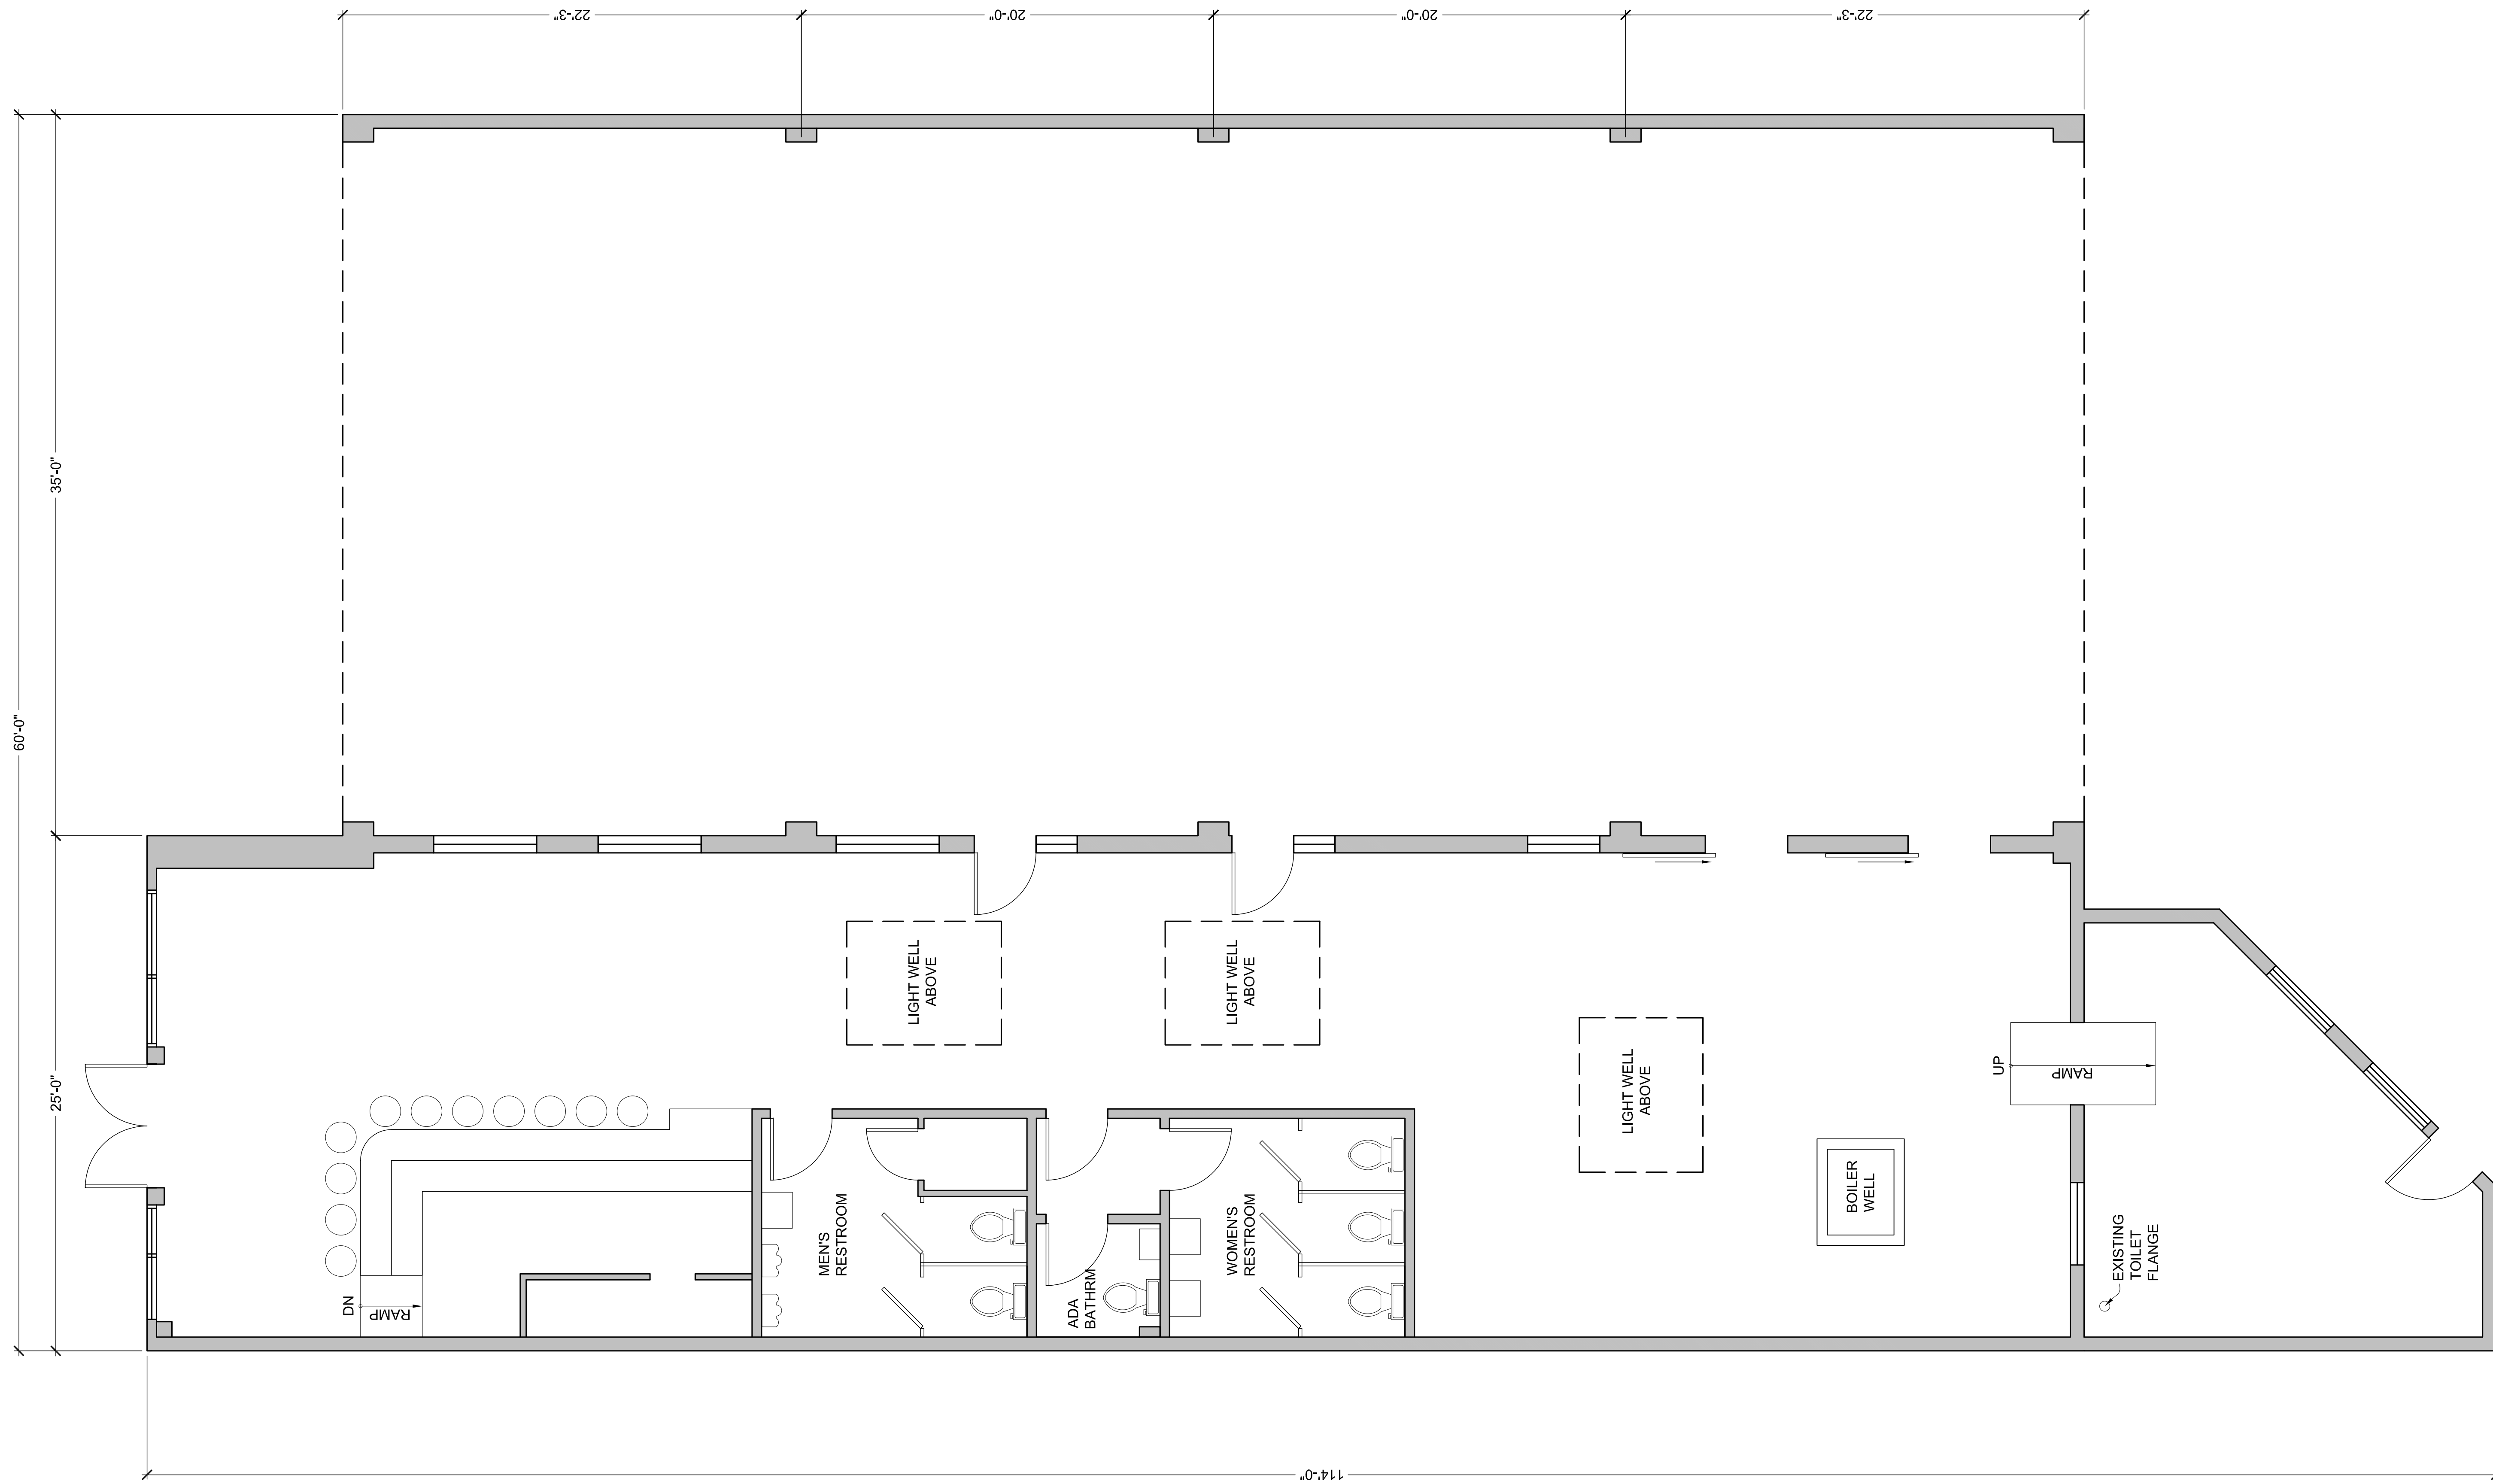 22'-3"
20'-0"
20'-0"
22'-3"
35'-0"
60'-0"
25'-0"
LIGHT WELL
ABOVE
LIGHT WELL
ABOVE
LIGHT WELL
ABOVE
UP
RAMP
BOILER
WELL
MEN'S
RESTROOM
WOMEN'S
RESTROOM
ADA
BATHRM
EXISTING
TOILET
FLANGE
DN
RAMP
114'-0"